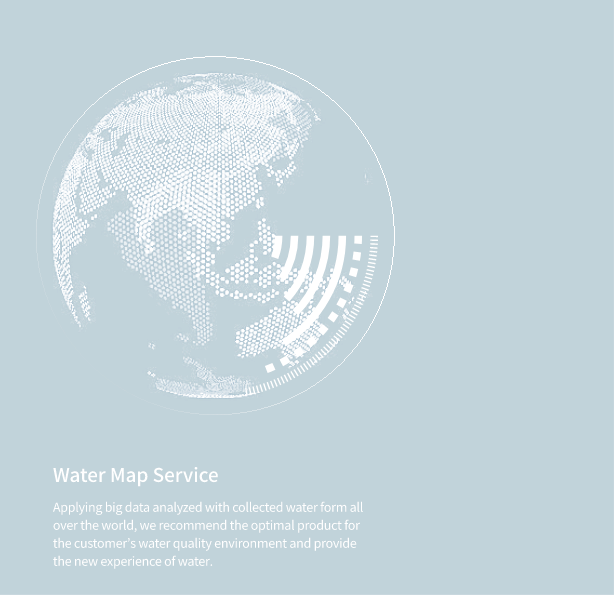 Water Map Service
Applying big data analyzed with collected water form all
over the world, we recommend the optimal product for
the customer's water quality environment and provide
the new experience of water.